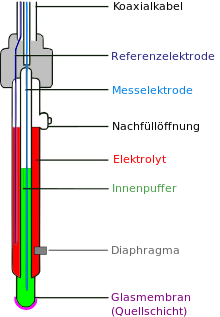 Koaxialkabel
Referenzelektrode
Messelektrode
Nachfüllöffnung
Elektrolyt
Innenpuffer
Diaphragma
Glasmembran
(Quellschicht)